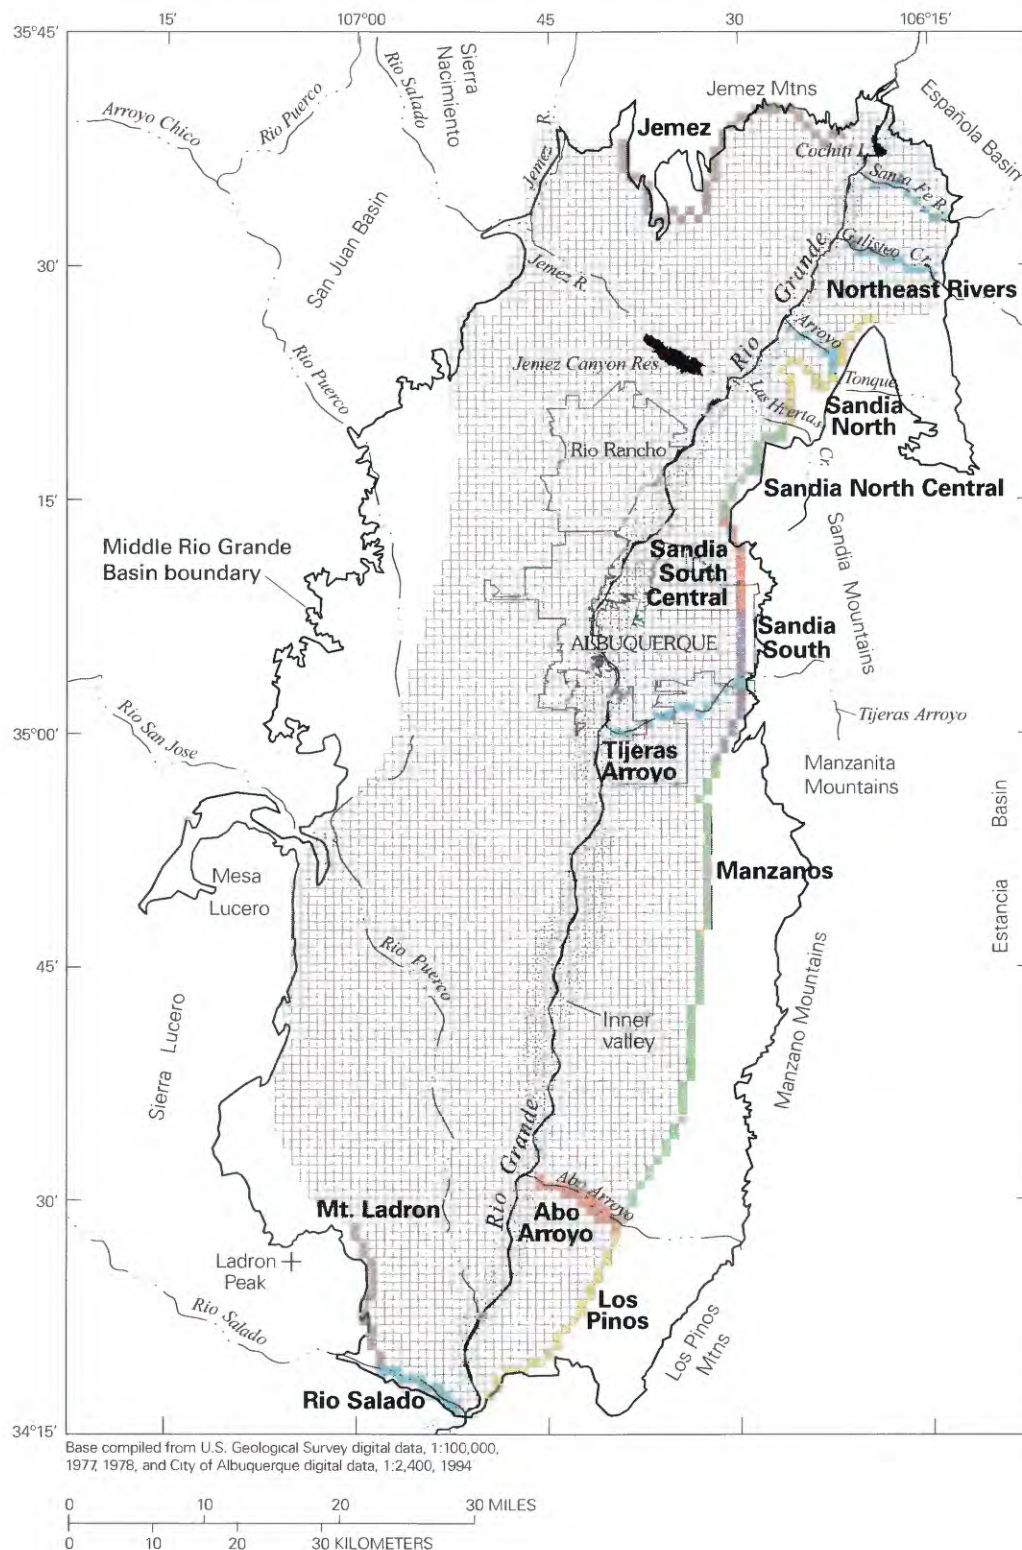 35°45′
15′
107°00
45
30
106°15′
Sierra
Nacimiento
Rio Salado
Rio Puerco
Arroyo Chico
Jemez R.
Jemez Mtns
Jemez
Cochiti L.
Española Basin
Santa Fe R.
San Juan Basin
Galisteo Cr.
30′
Jemez R.
Rio Grande
Northeast Rivers
Arroyo
Tonque
Jemez Canyon Res.
Rio Puerco
Las Huertas
Cr.
Sandia
North
Rio Rancho
15′
Sandia North Central
Middle Rio Grande
Basin boundary
Sandia
South
Central
Sandia Mountains
ALBUQUERQUE
Sandia
South
Rio San Jose
35°00′
Tijeras Arroyo
Tijeras
Arroyo
Manzanita
Mountains
Mesa
Lucero
Manzanos
Estancia Basin
45′
Rio Puerco
Inner
valley
Sierra Lucero
Manzano Mountains
Rio Grande
30′
Mt. Ladron
Abo Arroyo
Abo
Arroyo
Ladron
Peak
Los
Pinos
Rio Salado
Los Pinos
Mtns
Rio Salado
34°15′
Base compiled from U.S. Geological Survey digital data, 1:100,000,
1977, 1978, and City of Albuquerque digital data, 1:2,400, 1994
0 10 20 30 MILES
0 10 20 30 KILOMETERS